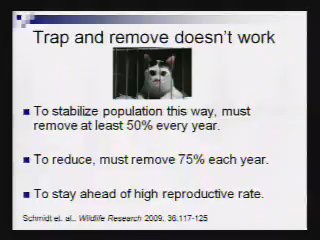 Trap and remove doesn't work
To stabilize population this way, must
remove at least 50% every year.
To reduce, must remove 75% each year.
To stay ahead of high reproductive rate.
Schmidt et. al., Wildlife Research 2009, 36,117-125